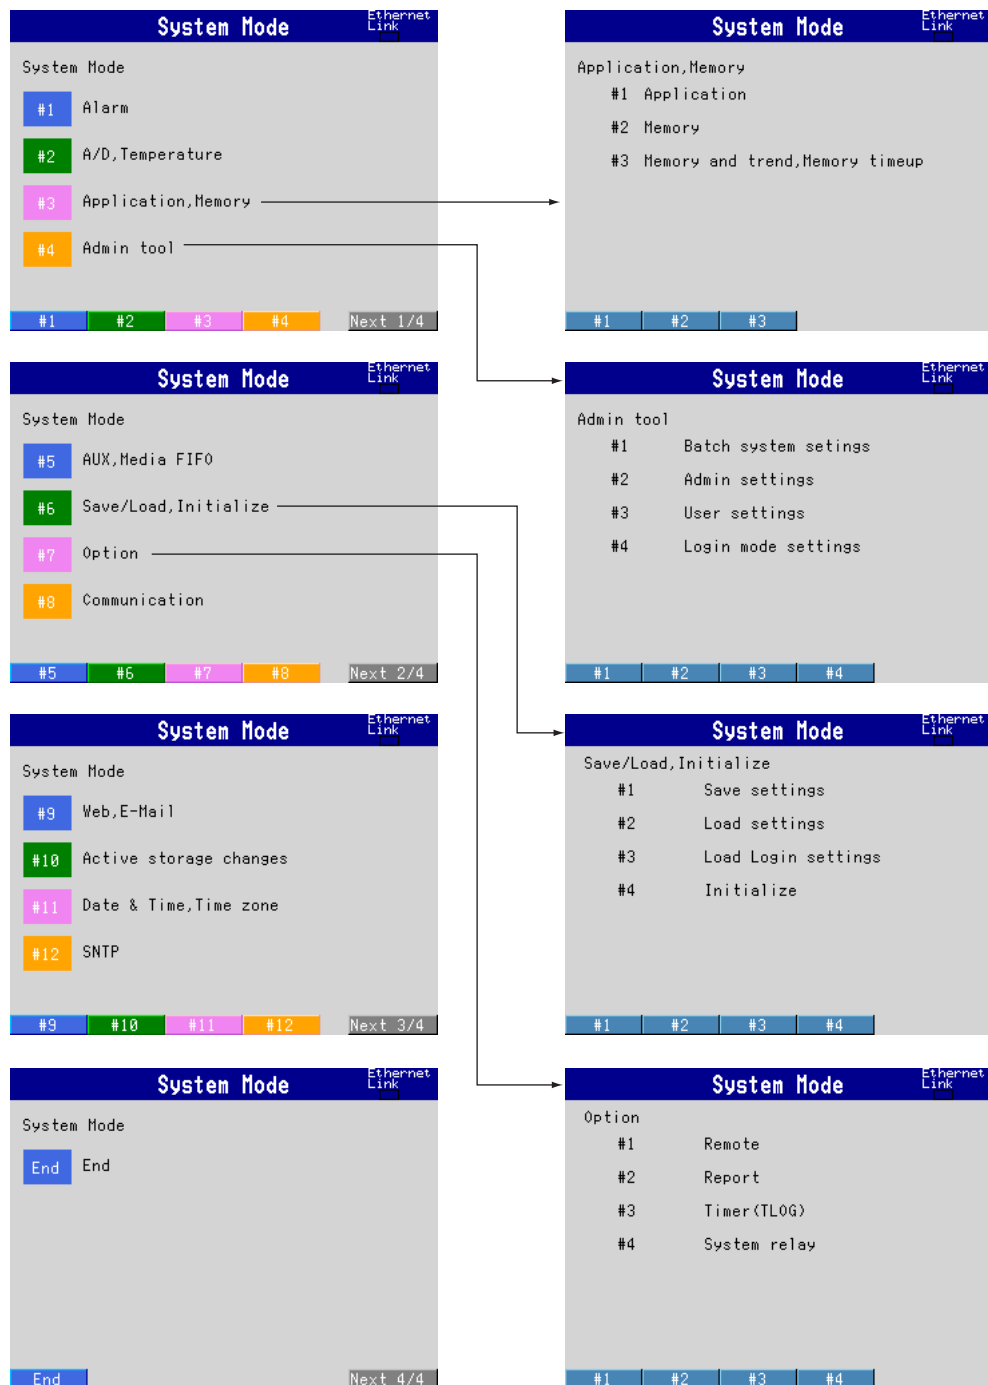 System Mode
Ethernet
Link
System Mode
#1 Alarm
#2 A/D,Temperature
#3 Application,Memory
#4 Admin tool
#1 #2 #3 #4 Next 1/4
System Mode
Ethernet
Link
Application,Memory
#1 Application
#2 Memory
#3 Memory and trend,Memory timeup
#1 #2 #3
System Mode
Ethernet
Link
System Mode
#5 AUX,Media FIFO
#6 Save/Load,Initialize
#7 Option
#8 Communication
#5 #6 #7 #8 Next 2/4
System Mode
Ethernet
Link
Admin tool
#1 Batch system setings
#2 Admin settings
#3 User settings
#4 Login mode settings
#1 #2 #3 #4
System Mode
Ethernet
Link
System Mode
#9 Web,E-Mail
#10 Active storage changes
#11 Date & Time,Time zone
#12 SNTP
#9 #10 #11 #12 Next 3/4
System Mode
Ethernet
Link
Save/Load,Initialize
#1 Save settings
#2 Load settings
#3 Load Login settings
#4 Initialize
#1 #2 #3 #4
System Mode
Ethernet
Link
System Mode
End End
End Next 4/4
System Mode
Ethernet
Link
Option
#1 Remote
#2 Report
#3 Timer(TLOG)
#4 System relay
#1 #2 #3 #4